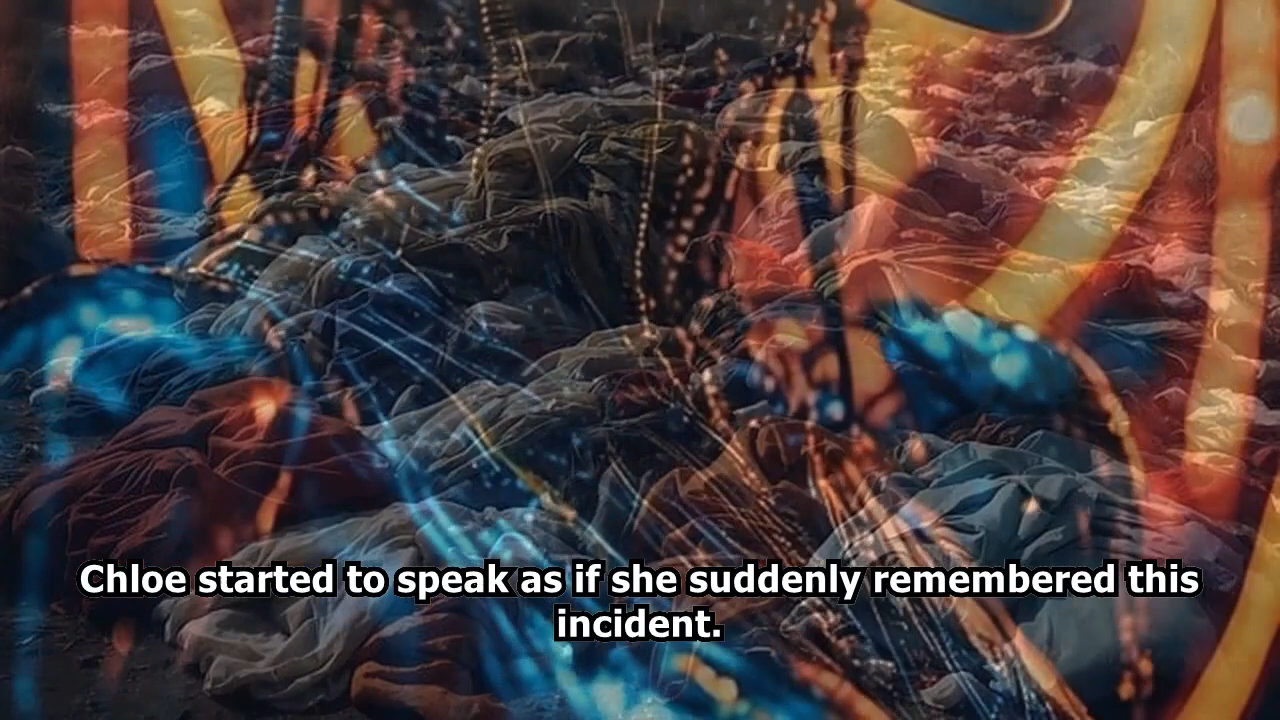 Chloe started to speak as if she suddenly remembered this
incident.